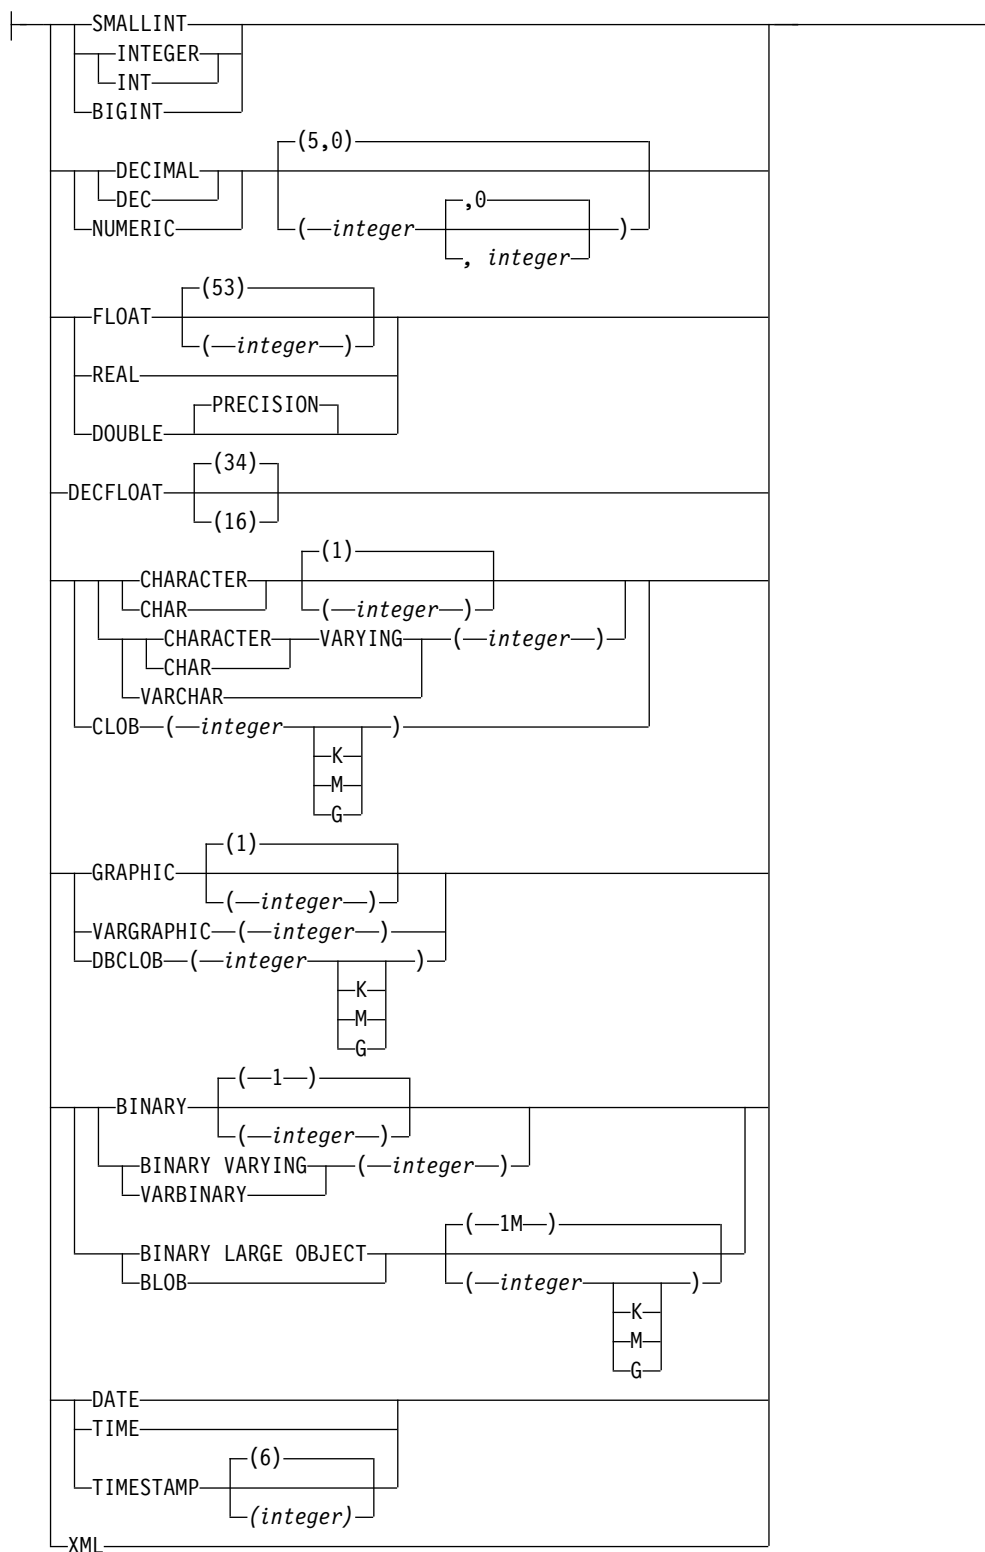 SMALLINT
INTEGER
INT
BIGINT
(5,0)
DECIMAL
DEC
,0
NUMERIC
( integer )
, integer
(53)
FLOAT
( integer )
REAL
PRECISION
DOUBLE
(34)
DECFLOAT
(16)
(1)
CHARACTER
CHAR
( integer )
CHARACTER VARYING ( integer )
CHAR
VARCHAR
CLOB ( integer )
K
M
G
(1)
GRAPHIC
( integer )
VARGRAPHIC ( integer )
DBCLOB ( integer )
K
M
G
( 1 )
BINARY
( integer )
BINARY VARYING ( integer )
VARBINARY
( 1M )
BINARY LARGE OBJECT
BLOB ( integer )
K
M
G
DATE
TIME
(6)
TIMESTAMP
(integer)
XML